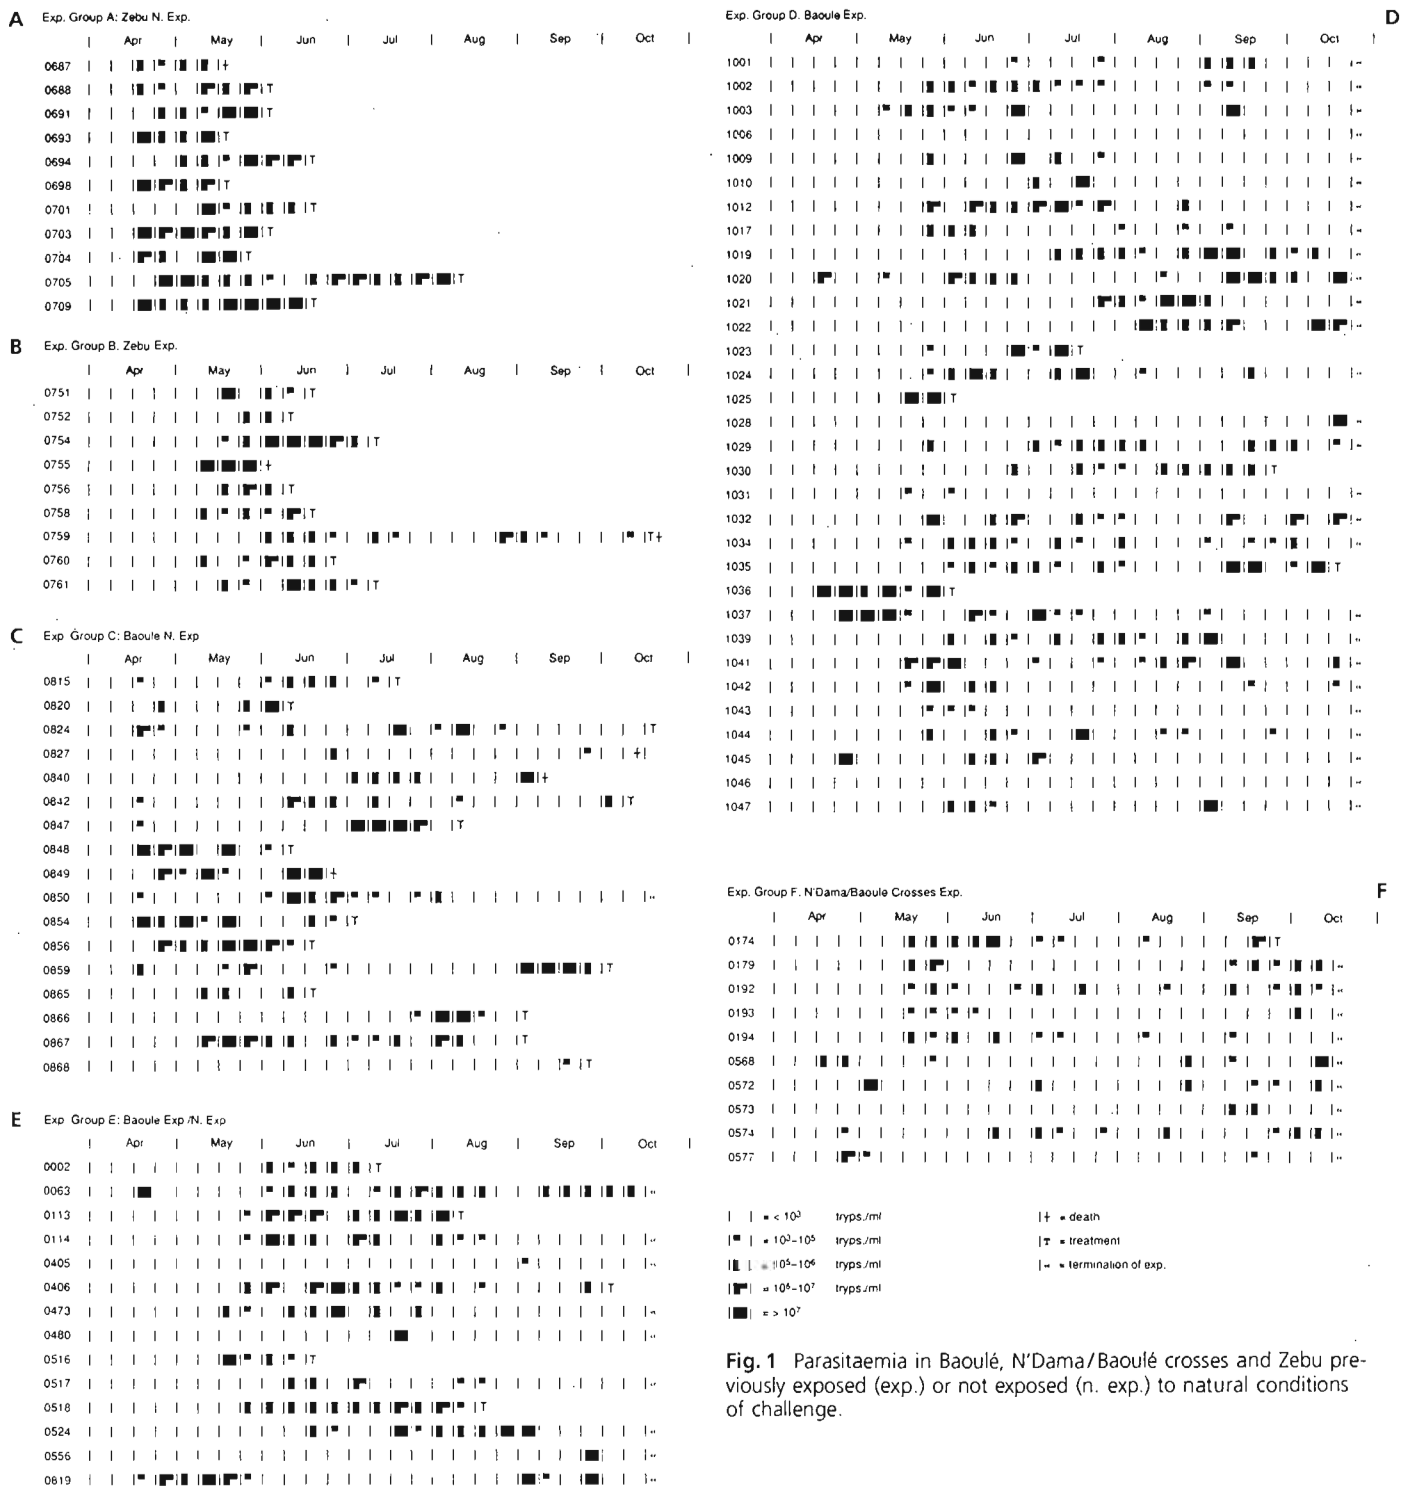 A Exp. Group A: Zebu N. Exp.
Apr May Jun Jul Aug Sep Oct
0687
0688 T
0691 T
0693 T
0694 T
0698 T
0701 T
0703 T
0704 T
0705 T
0709 T
B Exp. Group B. Zebu Exp.
Apr May Jun Jul Aug Sep Oct
0751 T
0752 T
0754 T
0755
0756 T
0758 T
0759 T
0760 T
0761 T
C Exp. Group C: Baoule N. Exp
Apr May Jun Jul Aug Sep Oct
0815 T
0820 T
0824 T
0827
0840
0842 T
0847 T
0848 T
0849
0850
0854 T
0856 T
0859 T
0865 T
0866 T
0867 T
0868 T
E Exp. Group E: Baoule Exp /N. Exp
Apr May Jun Jul Aug Sep Oct
0002 T
0063
0113 T
0114
0405
0406 T
0473
0480
0516 T
0517
0518 T
0524
0556
0619
Exp. Group D. Baoule Exp. D
Apr May Jun Jul Aug Sep Oct
1001
1002
1003
1006
1009
1010
1012
1017
1019
1020
1021
1022
1023 T
1024
1025 T
1028 T
1029
1030 T
1031
1032
1034
1035 T
1036 T
1037
1039
1041
1042
1043
1044
1045
1046
1047
Exp. Group F. N'Dama/Baoule Crosses Exp. F
Apr May Jun Jul Aug Sep Oct
0174 T
0179
0192
0193
0194
0568
0572
0573
0574
0577
= < 10³ tryps./ml † = death
= 10³–10⁵ tryps./ml T = treatment
= 10⁵–10⁶ tryps./ml = termination of exp.
= 10⁶–10⁷ tryps./ml
= > 10⁷
Fig. 1 Parasitaemia in Baoulé, N'Dama/Baoulé crosses and Zebu pre-
viously exposed (exp.) or not exposed (n. exp.) to natural conditions
of challenge.